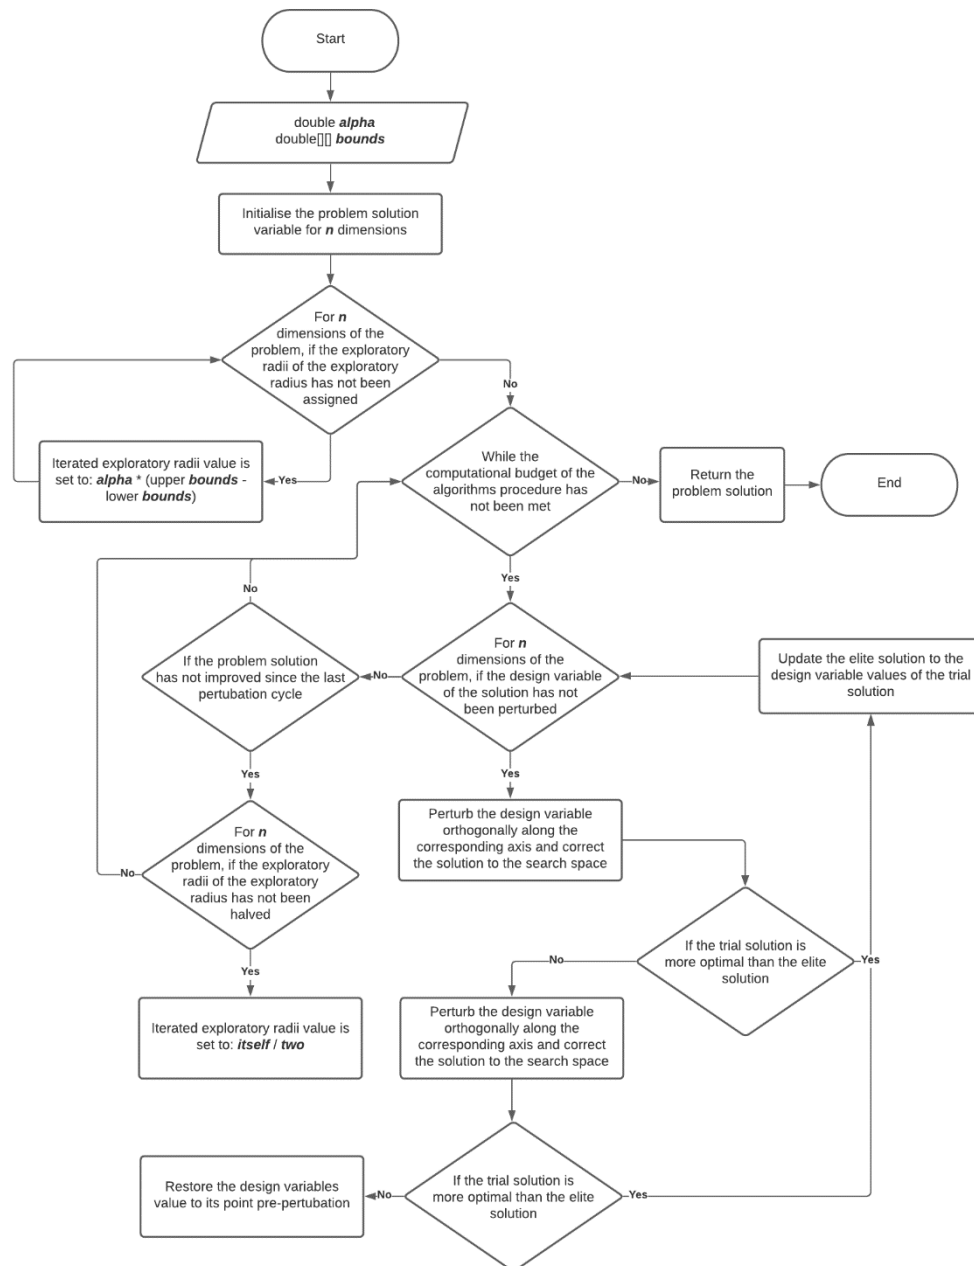 Start
double alpha
double[][] bounds
Initialise the problem solution
variable for n dimensions
For n
dimensions of the
problem, if the exploratory
radii of the exploratory
radius has not been
assigned
No
Iterated exploratory radii value is
set to: alpha * (upper bounds -
lower bounds)
Yes
While the
computational budget of the
algorithms procedure has
not been met
No
Return the
problem solution
End
Yes
No
If the problem solution
has not improved since the last
pertubation cycle
No
For n
dimensions of the
problem, if the design variable
of the solution has not
been perturbed
Update the elite solution to the
design variable values of the trial
solution
Yes
Yes
Perturb the design variable
orthogonally along the
corresponding axis and correct
the solution to the search space
For n
dimensions of the
problem, if the exploratory
radii of the exploratory
radius has not been
halved
No
If the trial solution is
more optimal than the elite
solution
Yes
No
Yes
Iterated exploratory radii value is
set to: itself / two
Perturb the design variable
orthogonally along the
corresponding axis and correct
the solution to the search space
Restore the design variables
value to its point pre-pertubation
No
If the trial solution is
more optimal than the elite
solution
Yes